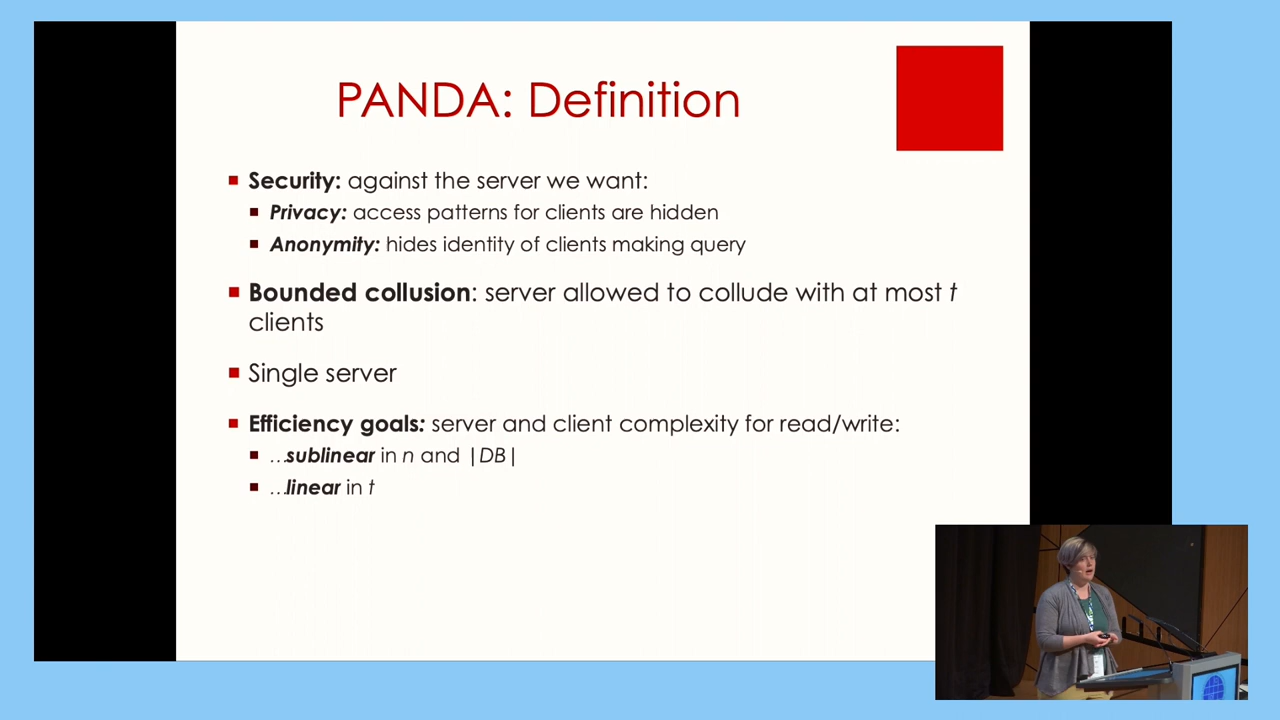 PANDA: Definition
Security: against the server we want:
Privacy: access patterns for clients are hidden
Anonymity: hides identity of clients making query
Bounded collusion: server allowed to collude with at most t
clients
Single server
Efficiency goals: server and client complexity for read/write:
…sublinear in n and |DB|
…linear in t